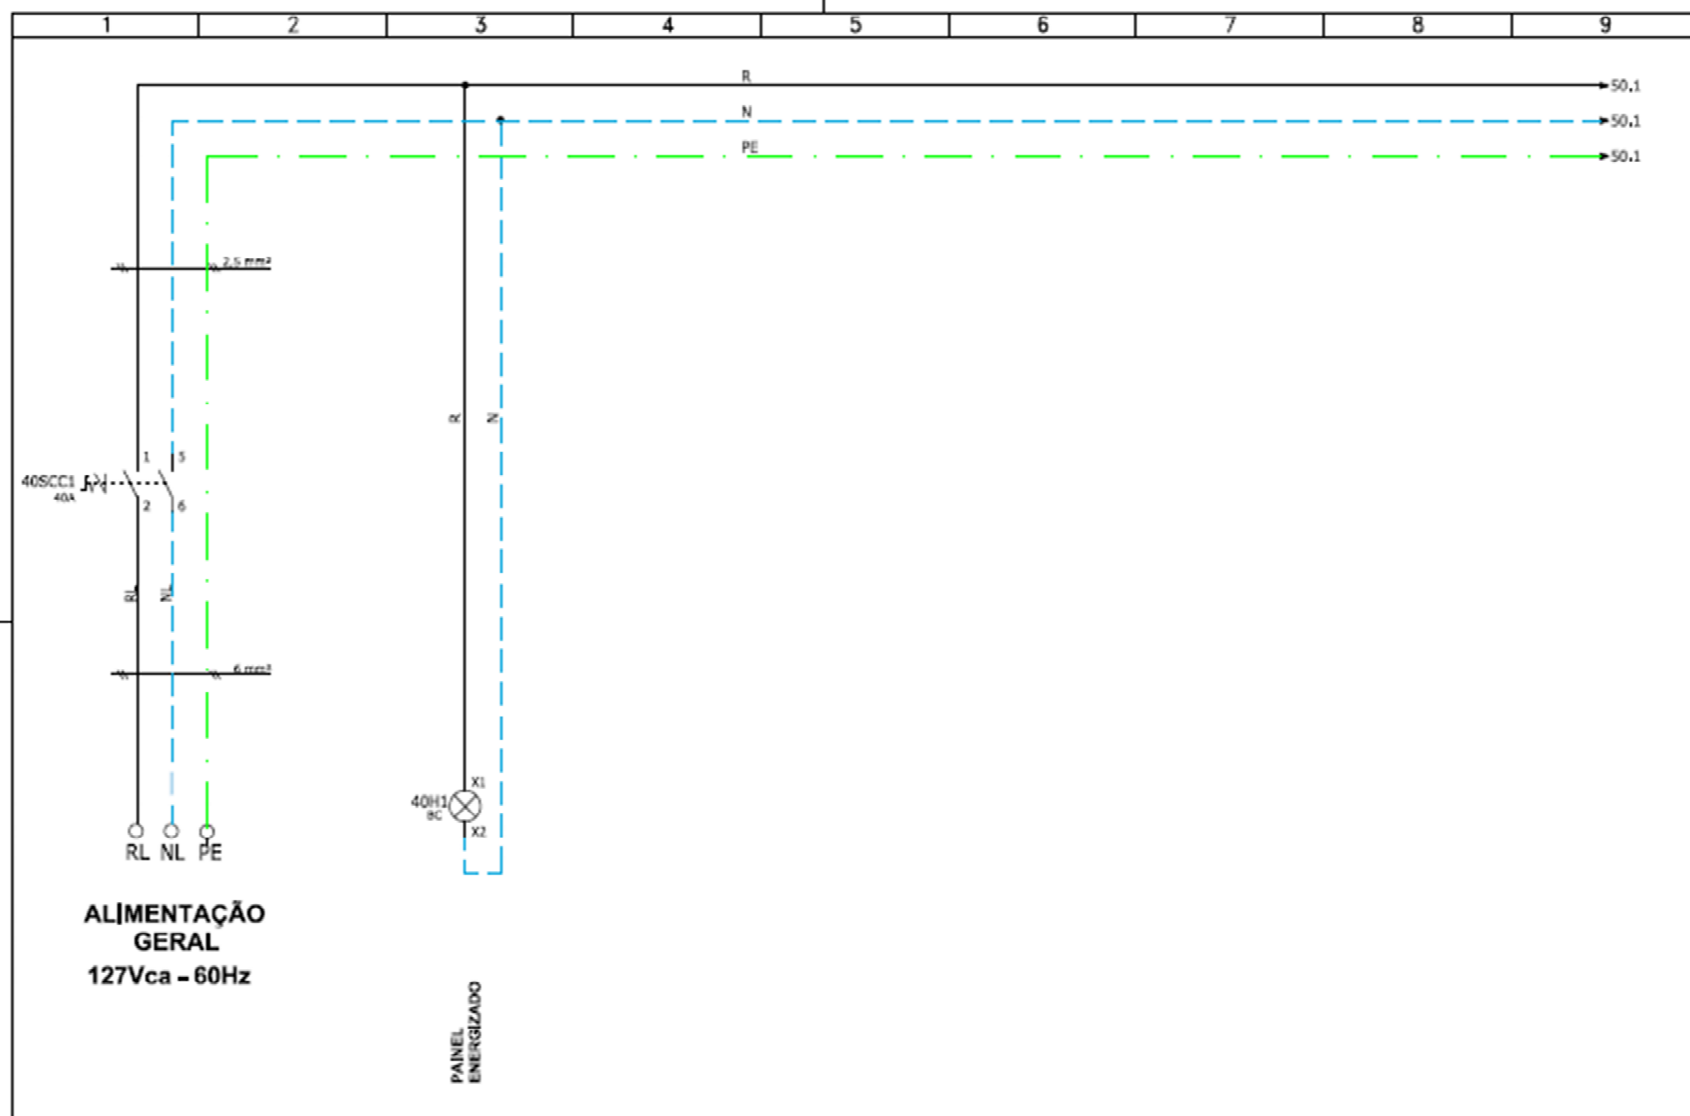 1 2 3 4 5 6 7 8 9
R 50.1
N 50.1
PE 50.1
2,5 mm²
R N
1 5
40SCC1
40A
2 6
RL NL
6 mm²
X1
40H1
BC
X2
RL NL PE
ALIMENTAÇÃO
GERAL
127Vca - 60Hz
PAINEL
ENERGIZADO